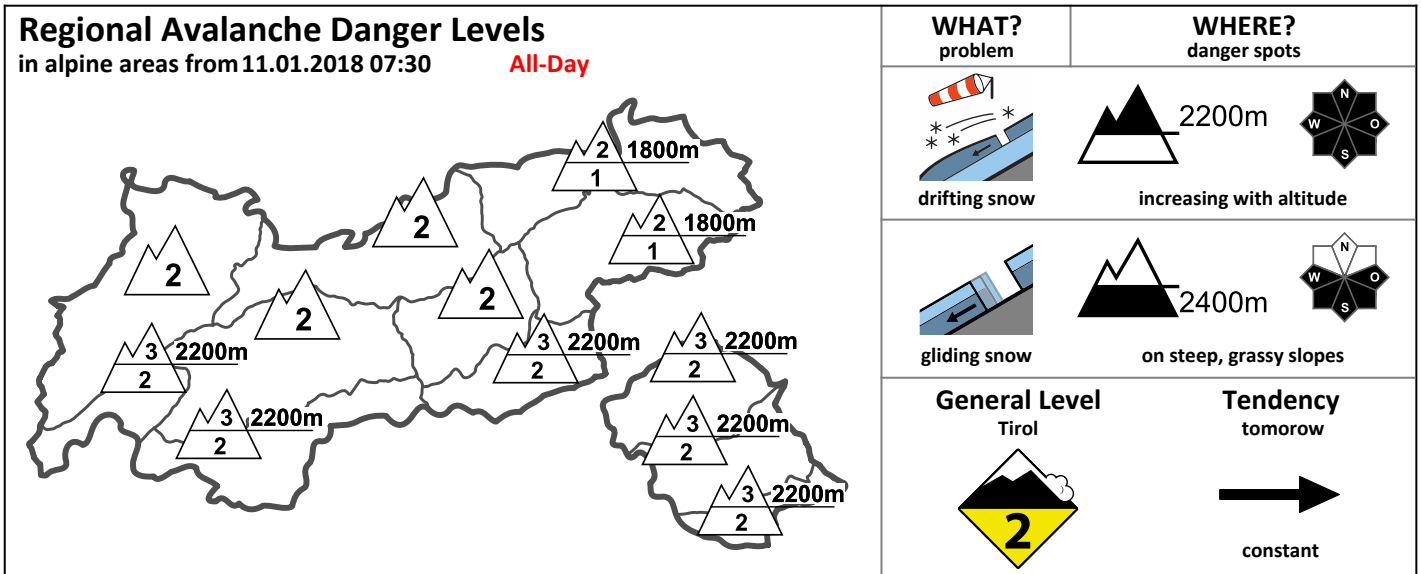 Regional Avalanche Danger Levels
in alpine areas from 11.01.2018 07:30 All-Day
2 1800m
1
2 1800m
1
2
2
2
2
3 2200m
2
3 2200m
2
3 2200m
2
3 2200m
2
3 2200m
2
3 2200m
2
WHAT?
problem
WHERE?
danger spots
drifting snow
2200m
N
W O
S
increasing with altitude
gliding snow
2400m
N
W O
S
on steep, grassy slopes
General Level
Tirol
2
Tendency
tomorow
constant